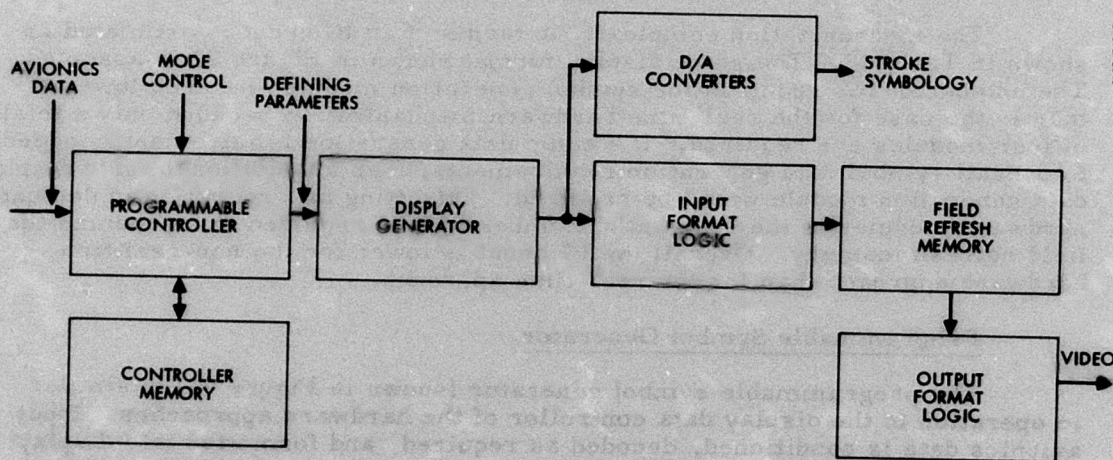 AVIONICS
DATA
MODE
CONTROL
DEFINING
PARAMETERS
D/A
CONVERTERS
STROKE
SYMBOLOGY
PROGRAMMABLE
CONTROLLER
DISPLAY
GENERATOR
INPUT
FORMAT
LOGIC
FIELD
REFRESH
MEMORY
CONTROLLER
MEMORY
OUTPUT
FORMAT
LOGIC
VIDEO